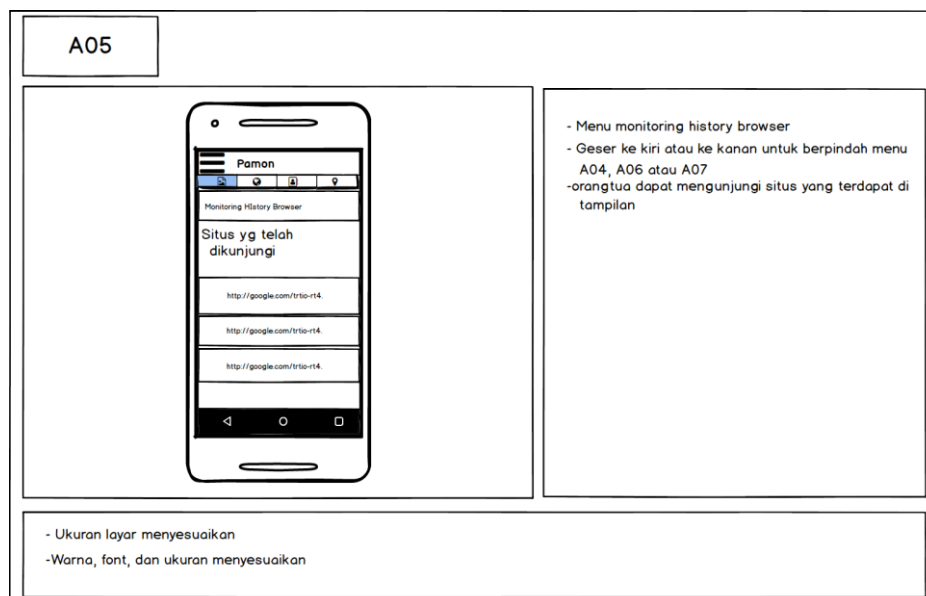 A05
Pamon
Monitoring HIstory Browser
Situs yg telah
dikunjungi
http://google.com/trtio-rt4.
http://google.com/trtio-rt4.
http://google.com/trtio-rt4.
- Menu monitoring history browser
- Geser ke kiri atau ke kanan untuk berpindah menu
A04, A06 atau A07
-orangtua dapat mengunjungi situs yang terdapat di
tampilan
- Ukuran layar menyesuaikan
-Warna, font, dan ukuran menyesuaikan